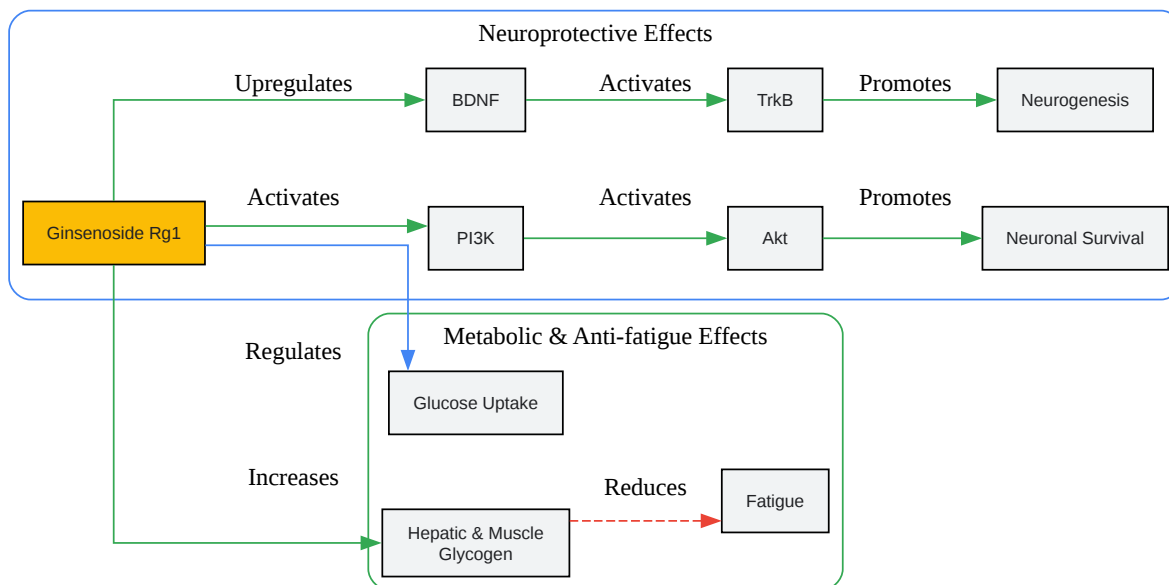 Neuroprotective Effects
Upregulates
BDNF
Activates
TrkB
Promotes
Neurogenesis
Ginsenoside Rg1
Activates
PI3K
Activates
Akt
Promotes
Neuronal Survival
Metabolic & Anti-fatigue Effects
Regulates
Glucose Uptake
Increases
Hepatic & Muscle
Glycogen
Reduces
Fatigue